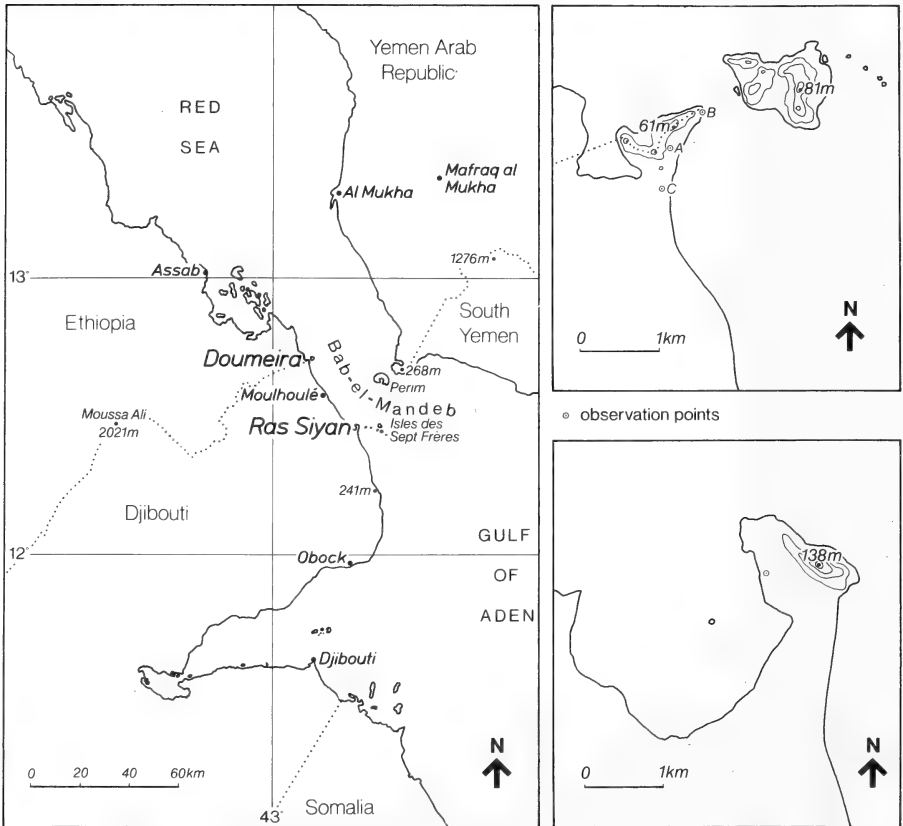 Yemen Arab
Republic
RED
SEA
Mafraq al
Mukha
Al Mukha
1276m
13°
Assab
South
Yemen
Ethiopia
Bab-el-Mandeb
Doumeira
268m
Perim
Moulhoulé
Moussa Ali
2021m
Ras Siyan
Isles des
Sept Frères
241m
Djibouti
GULF
OF
ADEN
12°
Obock
Djibouti
N
0 20 40 60km
43°
Somalia
81m
61m
B
A
C
N
0 1km
observation points
138m
N
0 1km